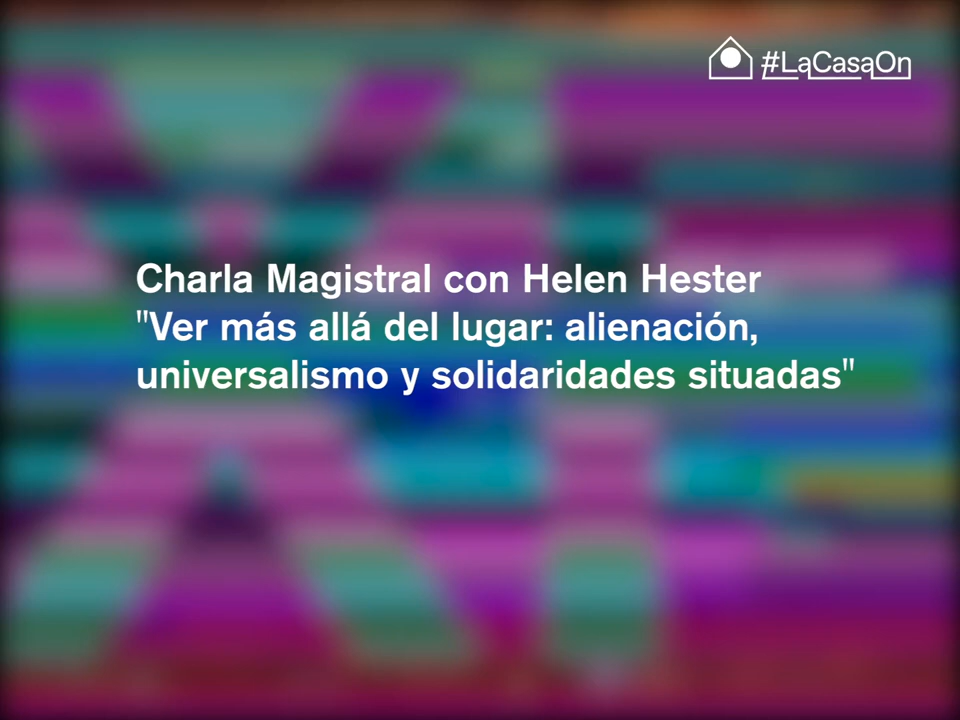 #LaCasaOn
Charla Magistral con Helen Hester
"Ver más allá del lugar: alienación,
universalismo y solidaridades situadas"